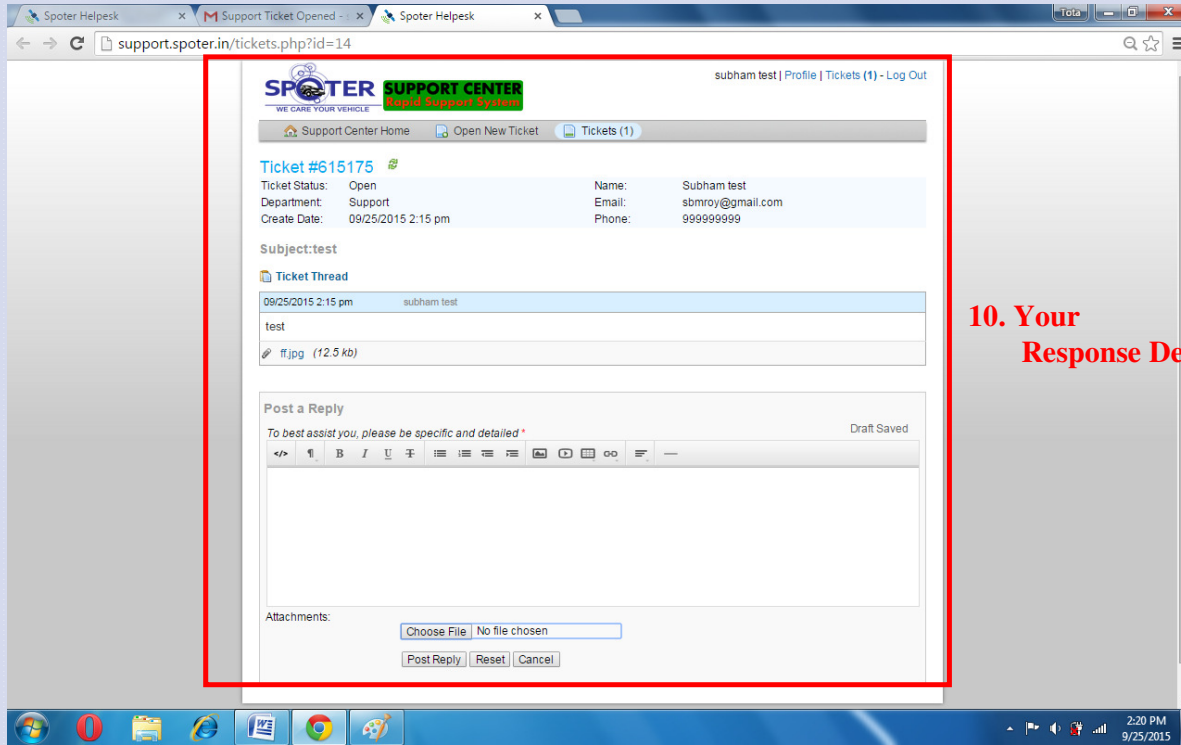 Spoter Helpesk
Support Ticket Opened -
Spoter Helpesk
Tota
support.spoter.in/tickets.php?id=14
SPOTER
WE CARE YOUR VEHICLE
SUPPORT CENTER
Rapid Support System
subham test | Profile | Tickets (1) - Log Out
Support Center Home Open New Ticket Tickets (1)
Ticket #615175
Ticket Status: Open Name: Subham test
Department: Support Email: sbmroy@gmail.com
Create Date: 09/25/2015 2:15 pm Phone: 999999999
Subject:test
Ticket Thread
09/25/2015 2:15 pm subham test
test
ff.jpg (12.5 kb)
10. Your
Response De
Post a Reply
To best assist you, please be specific and detailed *
Draft Saved
Attachments:
Choose File No file chosen
Post Reply Reset Cancel
2:20 PM
9/25/2015